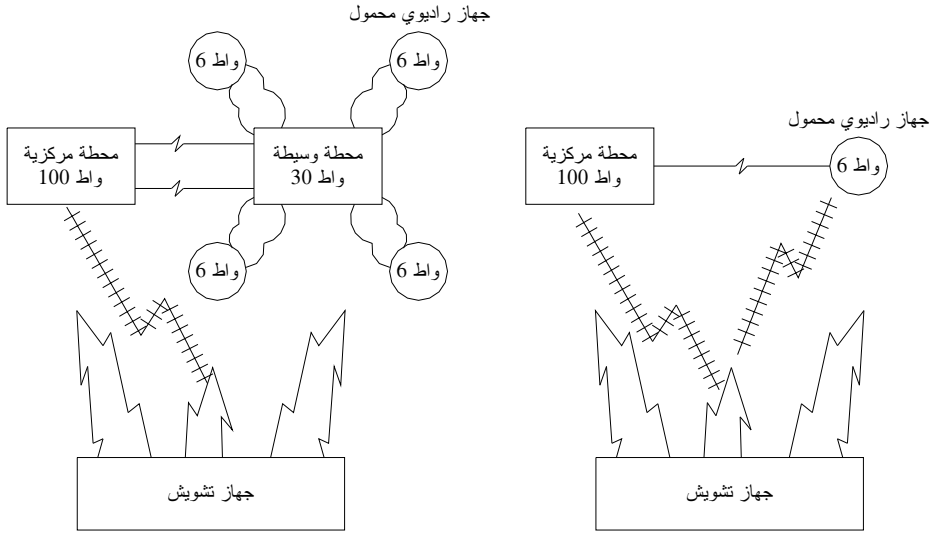 جهاز راديوي محمول
6 واط
6 واط
محطة مركزية
100 واط
محطة وسيطة
30 واط
6 واط
6 واط
جهاز تشويش
جهاز راديوي محمول
محطة مركزية
100 واط
6 واط
جهاز تشويش